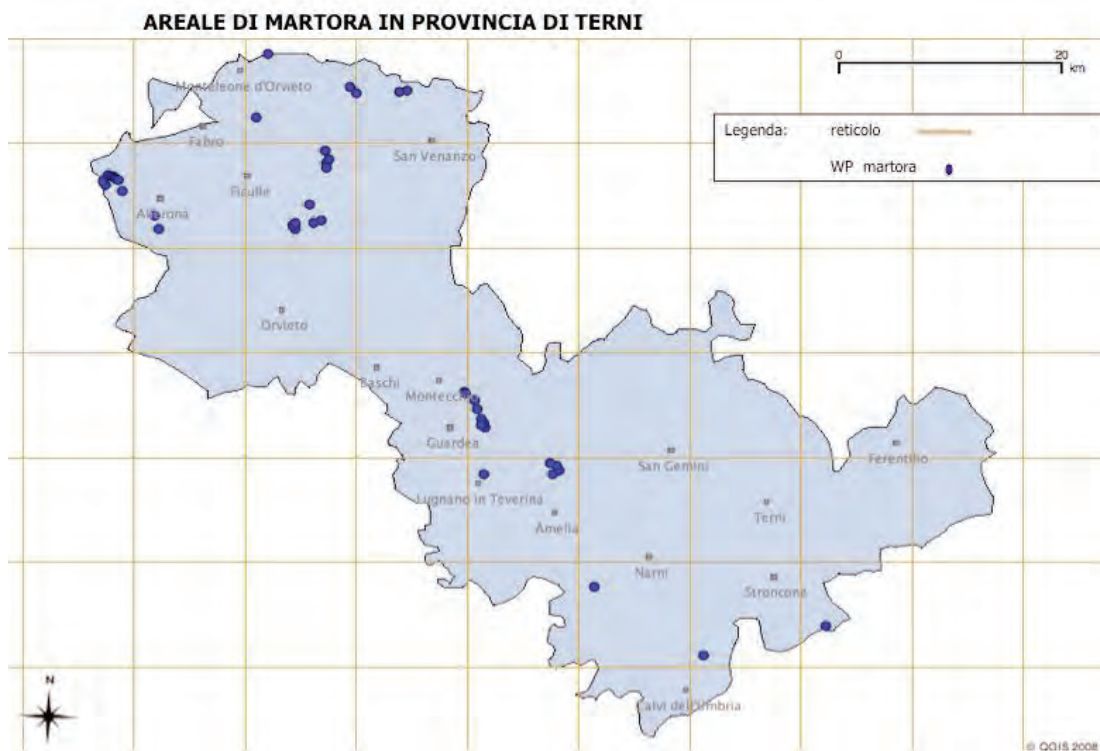 AREALE DI MARTORA IN PROVINCIA DI TERNI
0 20
km
Monteleone d'Orvieto
Legenda: reticolo
Fabro
San Venanzo
WP martora
Ficulle
Allerona
Orvieto
Baschi
Montecchio
Guardea
San Gemini
Ferentillo
Lugnano in Teverina
Amelia
Terni
Narni
Stroncone
N
Calvi dell'Umbria
© QGIS 2008